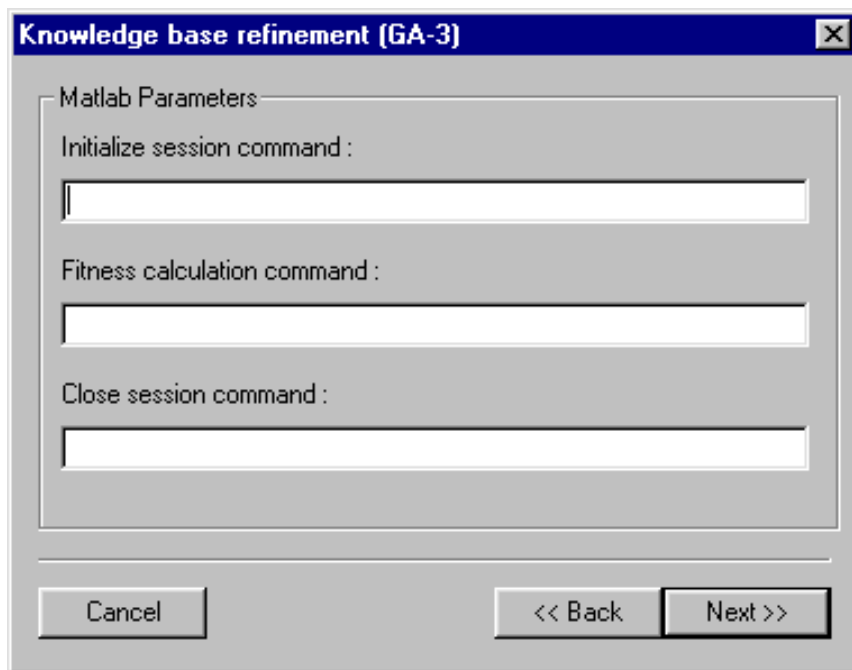 Knowledge base refinement (GA-3)
Matlab Parameters
Initialize session command :
Fitness calculation command :
Close session command :
Cancel
<< Back
Next >>